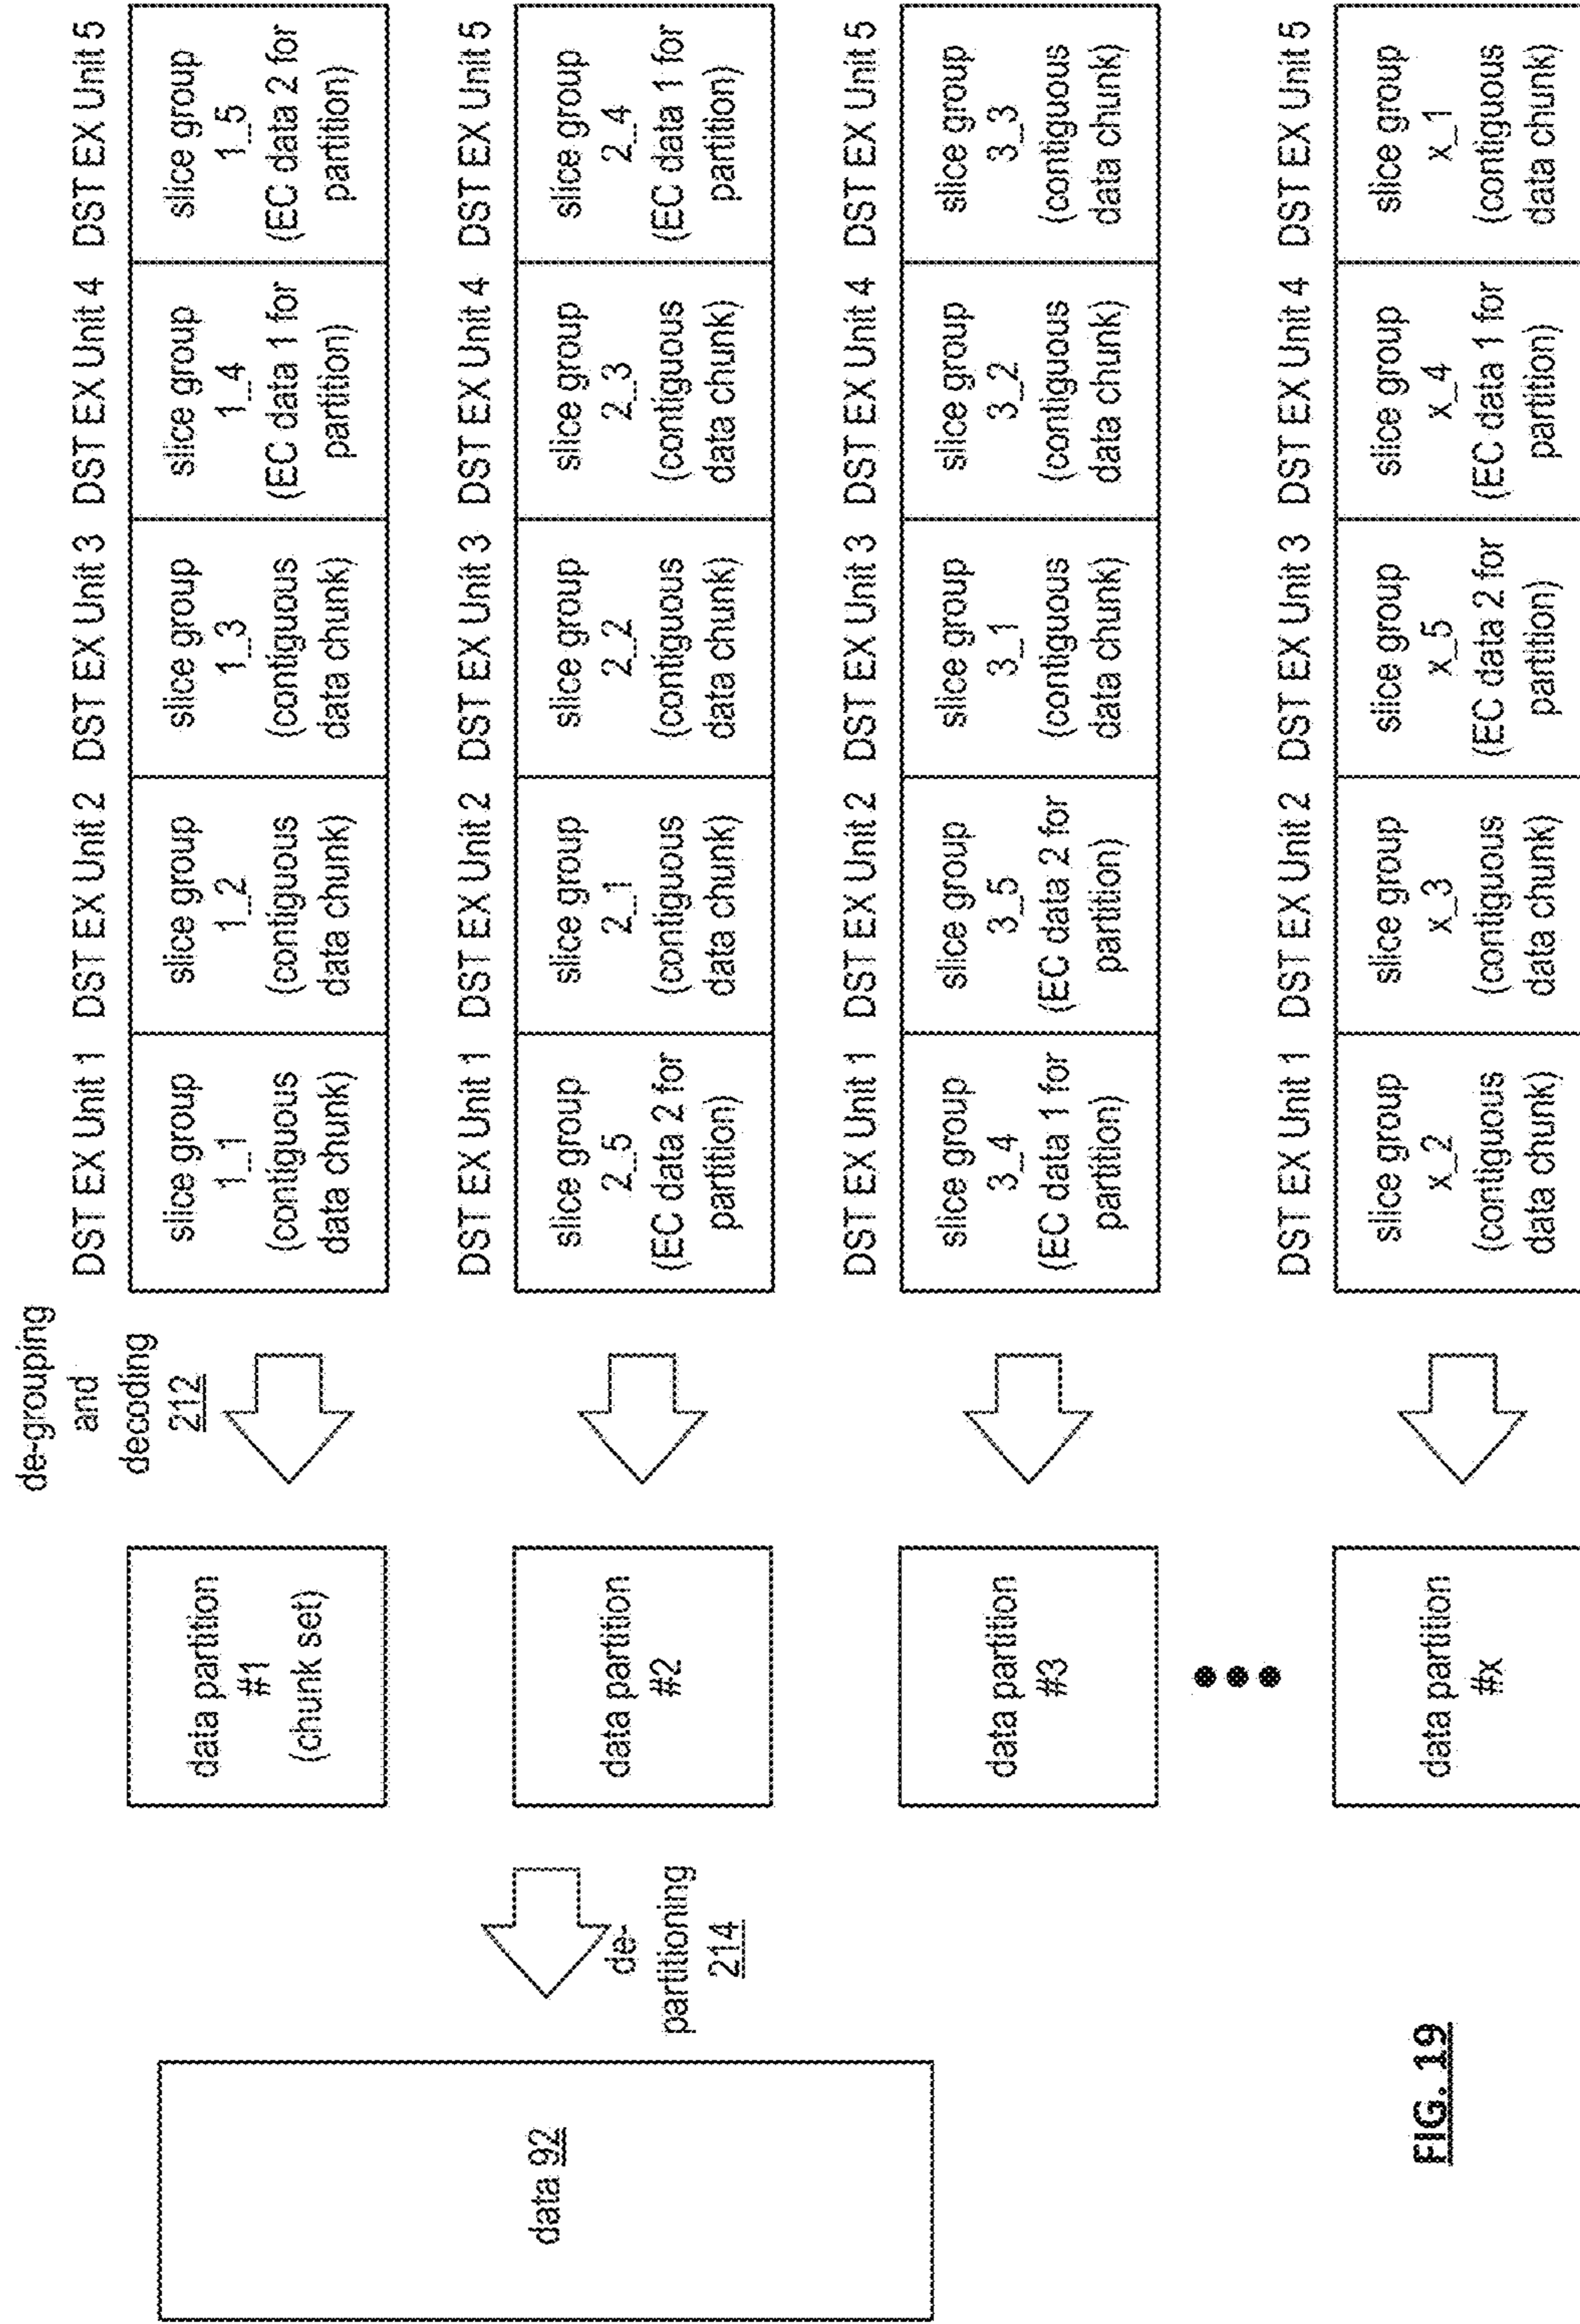 data 92
de-
partitioning
214
data partition
#1
(chunk set)
data partition
#2
data partition
#3
data partition
#x
de-grouping
and
decoding
212
DST EX Unit 1
slice group
1_1
(contiguous
data chunk)
DST EX Unit 2
slice group
1_2
(contiguous
data chunk)
DST EX Unit 3
slice group
1_3
(contiguous
data chunk)
DST EX Unit 4
slice group
1_4
(EC data 1 for
partition)
DST EX Unit 5
slice group
1_5
(EC data 2 for
partition)
DST EX Unit 1
slice group
2_5
(EC data 2 for
partition)
DST EX Unit 2
slice group
2_1
(contiguous
data chunk)
DST EX Unit 3
slice group
2_2
(contiguous
data chunk)
DST EX Unit 4
slice group
2_3
(contiguous
data chunk)
DST EX Unit 5
slice group
2_4
(EC data 1 for
partition)
DST EX Unit 1
slice group
3_4
(EC data 1 for
partition)
DST EX Unit 2
slice group
3_5
(EC data 2 for
partition)
DST EX Unit 3
slice group
3_1
(contiguous
data chunk)
DST EX Unit 4
slice group
3_2
(contiguous
data chunk)
DST EX Unit 5
slice group
3_3
(contiguous
data chunk)
DST EX Unit 1
slice group
x_2
(contiguous
data chunk)
DST EX Unit 2
slice group
x_3
(contiguous
data chunk)
DST EX Unit 3
slice group
x_5
(EC data 2 for
partition)
DST EX Unit 4
slice group
x_4
(EC data 1 for
partition)
DST EX Unit 5
slice group
x_1
(contiguous
data chunk)
FIG. 19